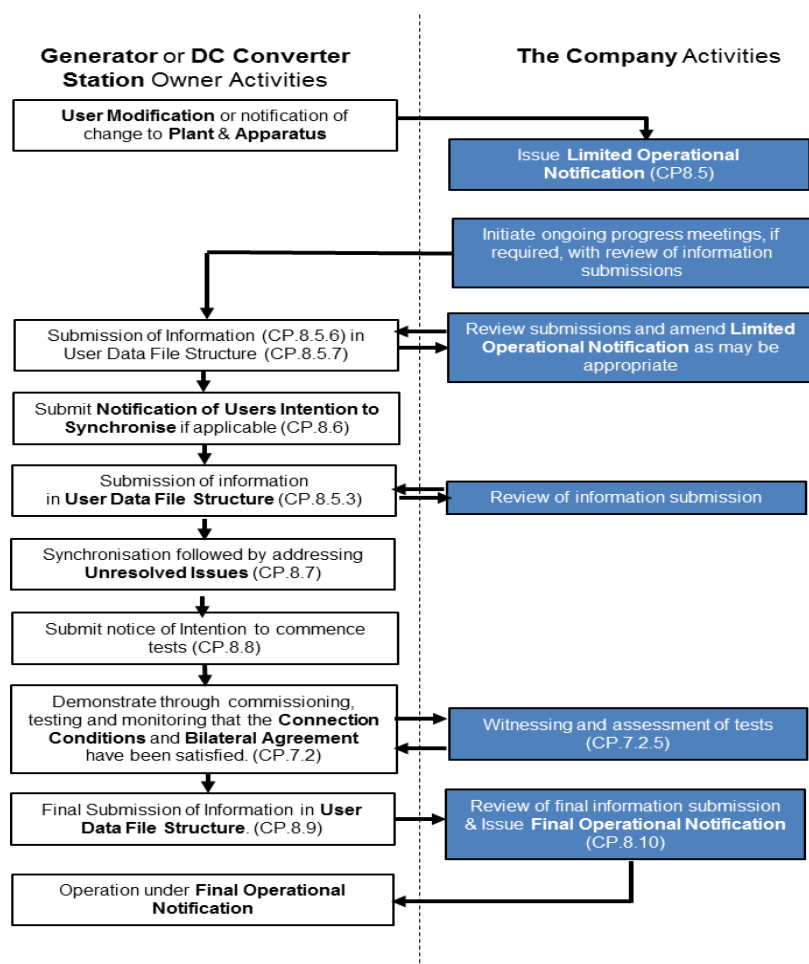 Generator or DC Converter
Station Owner Activities
The Company Activities
User Modification or notification of
change to Plant & Apparatus
Issue Limited Operational
Notification (CP8.5)
Initiate ongoing progress meetings, if
required, with review of information
submissions
Submission of Information (CP.8.5.6) in
User Data File Structure (CP.8.5.7)
Review submissions and amend Limited
Operational Notification as may be
appropriate
Submit Notification of Users Intention to
Synchronise if applicable (CP.8.6)
Submission of information
in User Data File Structure (CP.8.5.3)
Review of information submission
Synchronisation followed by addressing
Unresolved Issues (CP.8.7)
Submit notice of Intention to commence
tests (CP.8.8)
Demonstrate through commissioning,
testing and monitoring that the Connection
Conditions and Bilateral Agreement
have been satisfied. (CP.7.2)
Witnessing and assessment of tests
(CP.7.2.5)
Final Submission of Information in User
Data File Structure. (CP.8.9)
Review of final information submission
& Issue Final Operational Notification
(CP.8.10)
Operation under Final Operational
Notification